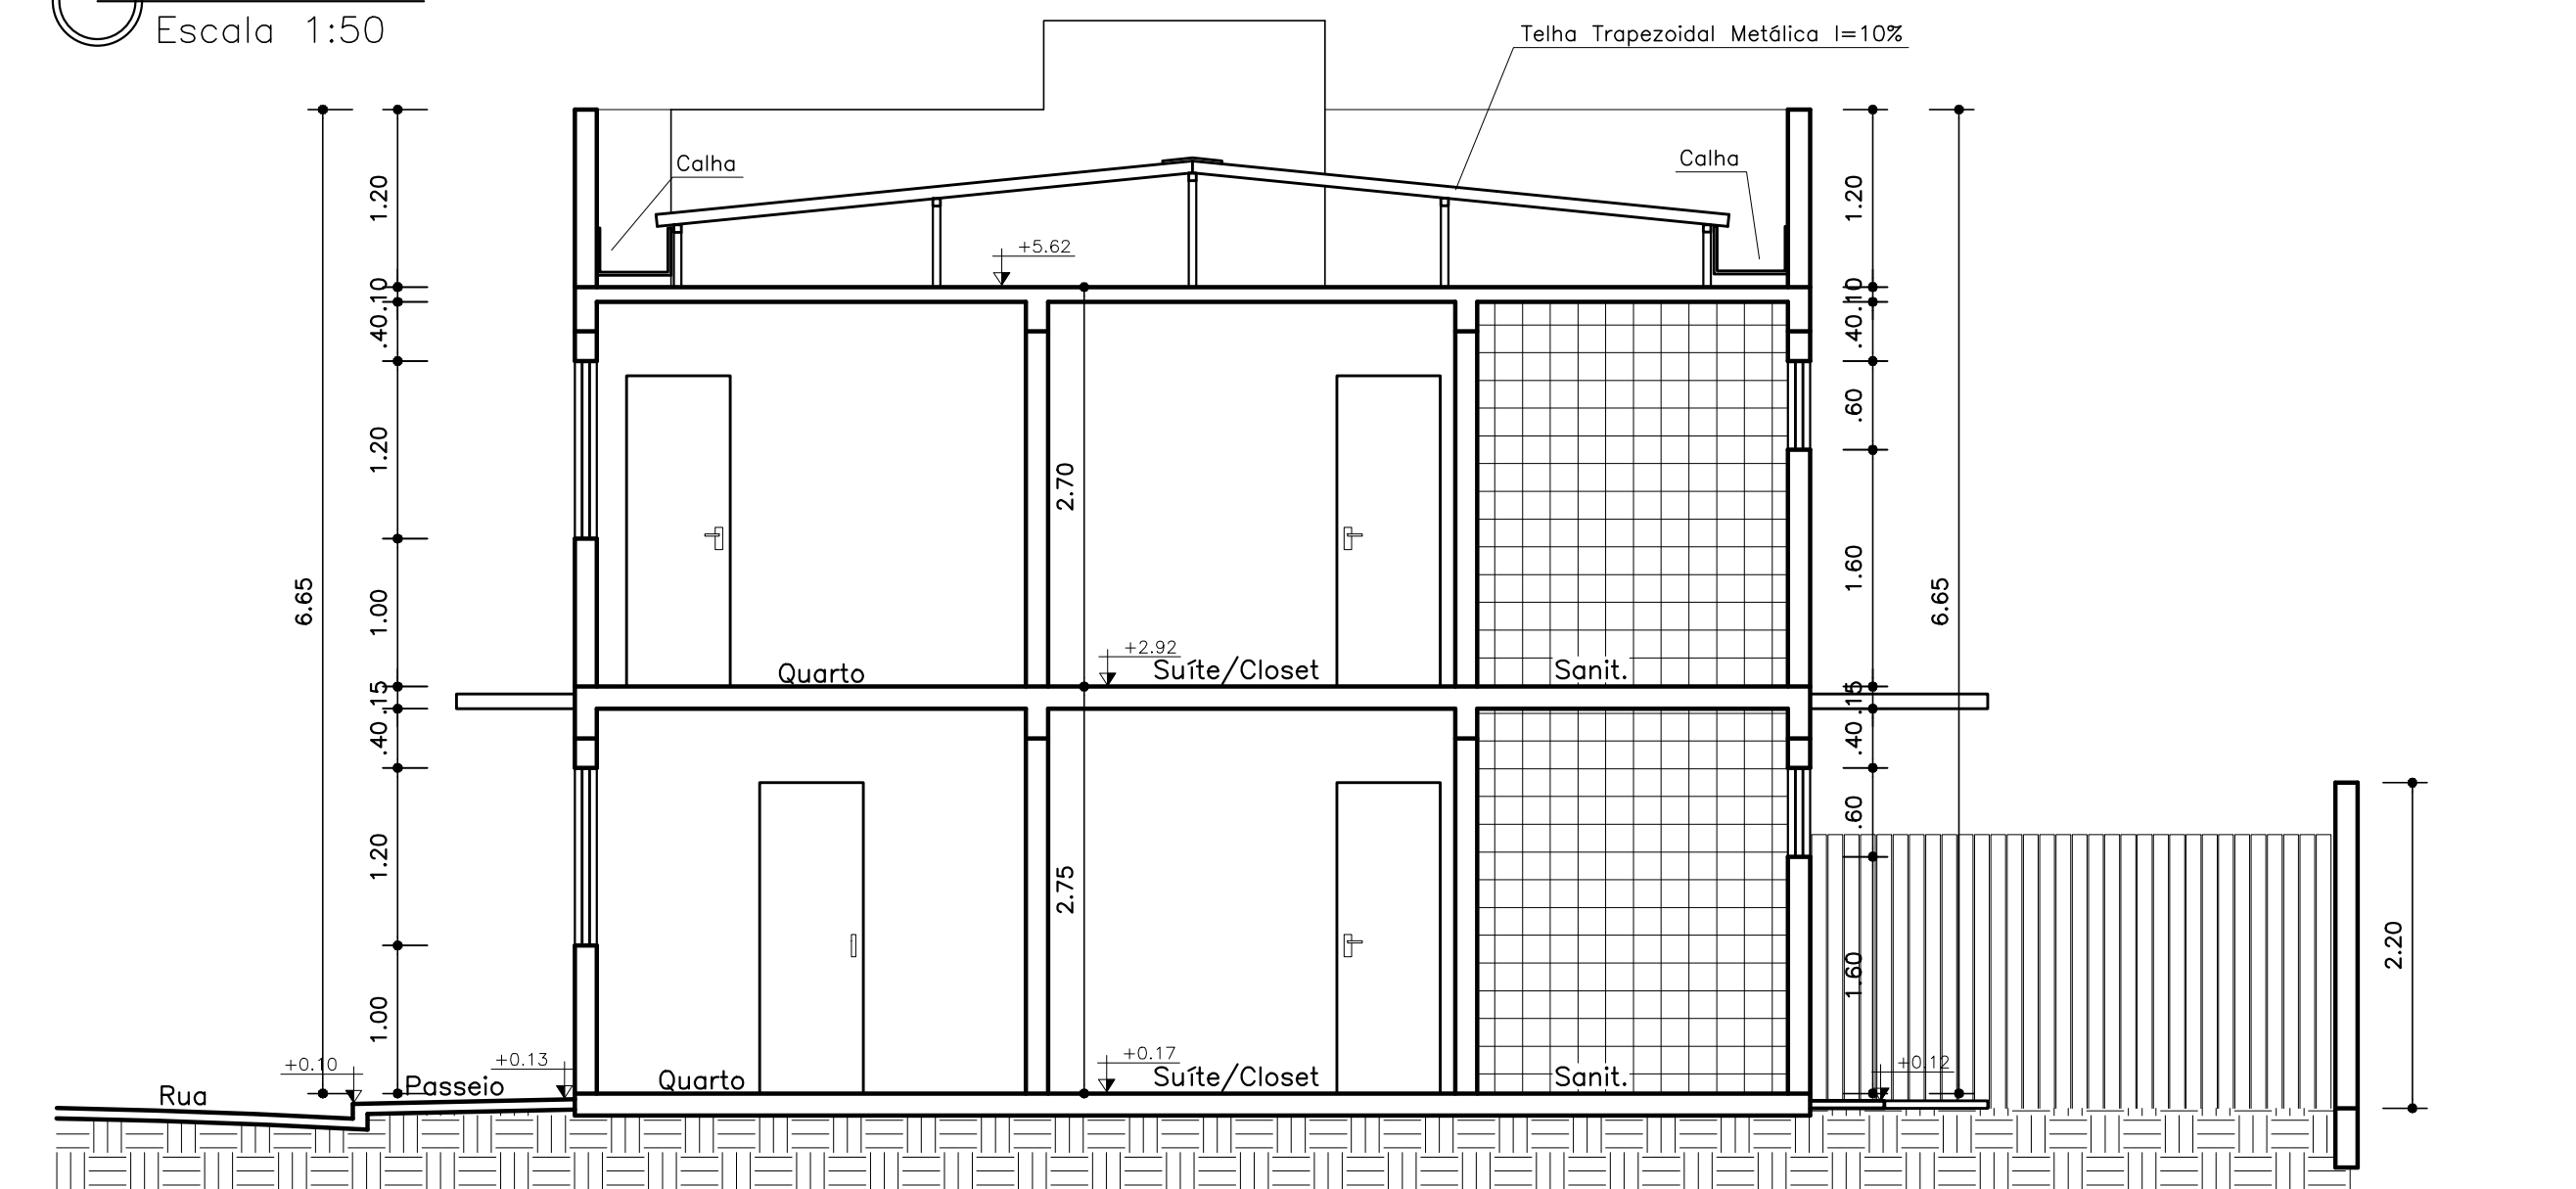 Escala 1:50
Telha Trapezoidal Metálica I=10%
Calha
Calha
1.20
1.20
+5.62
.10
.10
.40
.40
.60
1.20
2.70
1.60
1.00
6.65
6.65
+2.92
Quarto
Suíte/Closet
Sanit.
.15
.15
.40
.40
.60
1.20
2.75
2.20
1.60
1.00
+0.10
+0.13
+0.17
+0.12
Rua
Passeio
Quarto
Suíte/Closet
Sanit.